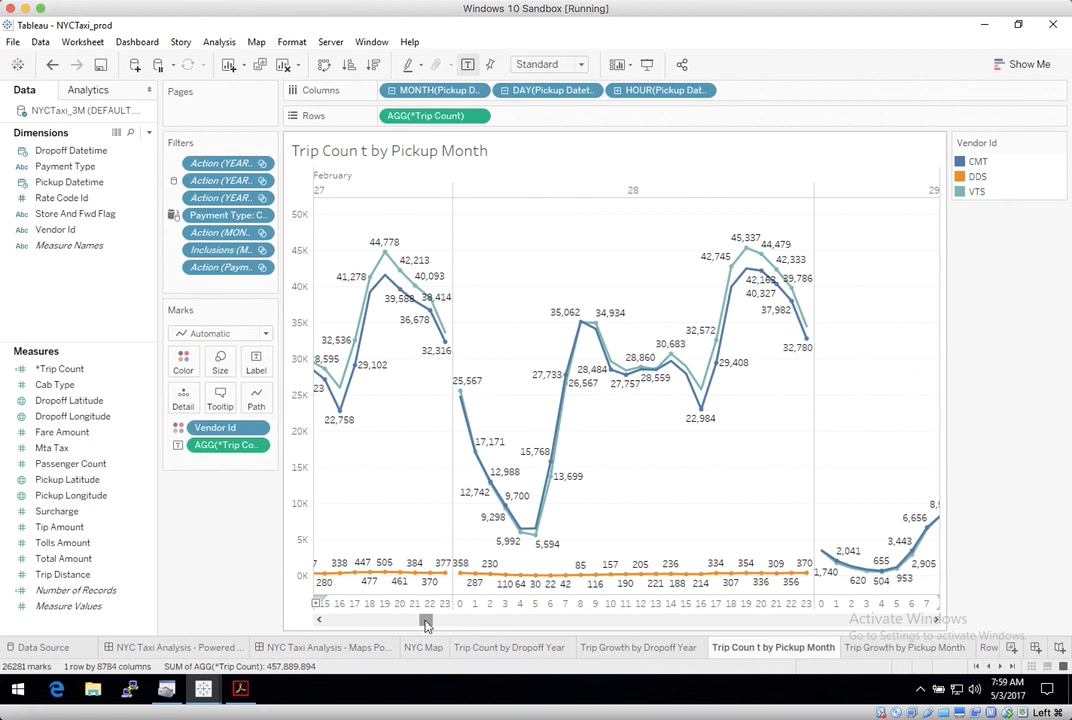 Windows 10 Sandbox [Running]
Tableau - NYCTaxi_prod
File Data Worksheet Dashboard Story Analysis Map Format Server Window Help
Standard
Show Me
Data Analytics
NYCTaxi_3M (DEFAULT....
Dimensions
Dropoff Datetime
Abc Payment Type
Pickup Datetime
# Rate Code Id
Abc Store And Fwd Flag
Abc Vendor Id
Abc Measure Names
Measures
*Trip Count
Abc Cab Type
Dropoff Latitude
Dropoff Longitude
# Fare Amount
# Mta Tax
# Passenger Count
Pickup Latitude
Pickup Longitude
# Surcharge
# Tip Amount
# Tolls Amount
# Total Amount
# Trip Distance
# Number of Records
# Measure Values
Pages
Filters
Action (YEAR..
Action (YEAR..
Action (YEAR..
Payment Type: C..
Action (MON..
Inclusions (M..
Action (Paym..
Marks
Automatic
Color Size Label
Detail Tooltip Path
Vendor Id
AGG(*Trip Co..
Columns MONTH(Pickup D.. DAY(Pickup Datet.. HOUR(Pickup Dat..
Rows AGG(*Trip Count)
Trip Coun t by Pickup Month
February
27 28 29
50K
45K
40K
35K
30K
25K
20K
15K
10K
5K
0K
44,778
42,213
41,278
40,093
39,588 38,414
36,678
32,536
32,316
28,595
29,102
23
22,758
45,337
44,479
42,745
42,333
42,163
39,786
40,327
37,982
35,062 34,934
32,572
32,780
30,683
29,408
28,860
28,484
27,733
26,567
27,757
28,559
25,567
22,984
17,171
15,768
12,988
13,699
12,742
9,700
9,298
5,992
5,594
8,9
6,656
3,443
2,041
2,905
655
1,740
620
504
953
7 338 447 505 384 377 358 230 85 157 205 221 236 334 354 309 370
280 477 461 370 287 110 64 30 22 42 116 190 226 188 214 307 336 356
15 16 17 18 19 20 21 22 23 0 1 2 3 4 5 6 7 8 9 10 11 12 13 14 15 16 17 18 19 20 21 22 23 0 1 2 3 4 5 6 7
Vendor Id
CMT
DDS
VTS
Activate Windows
Go to Settings to activate Windows.
Data Source NYC Taxi Analysis - Powered ... NYC Taxi Analysis - Maps Po... NYC Map Trip Count by Dropoff Year Trip Growth by Dropoff Year Trip Coun t by Pickup Month Trip Growth by Pickup Month Row
26281 marks 1 row by 8784 columns SUM of AGG(*Trip Count): 457,889,894
7:59 AM
5/3/2017
Left ⌘